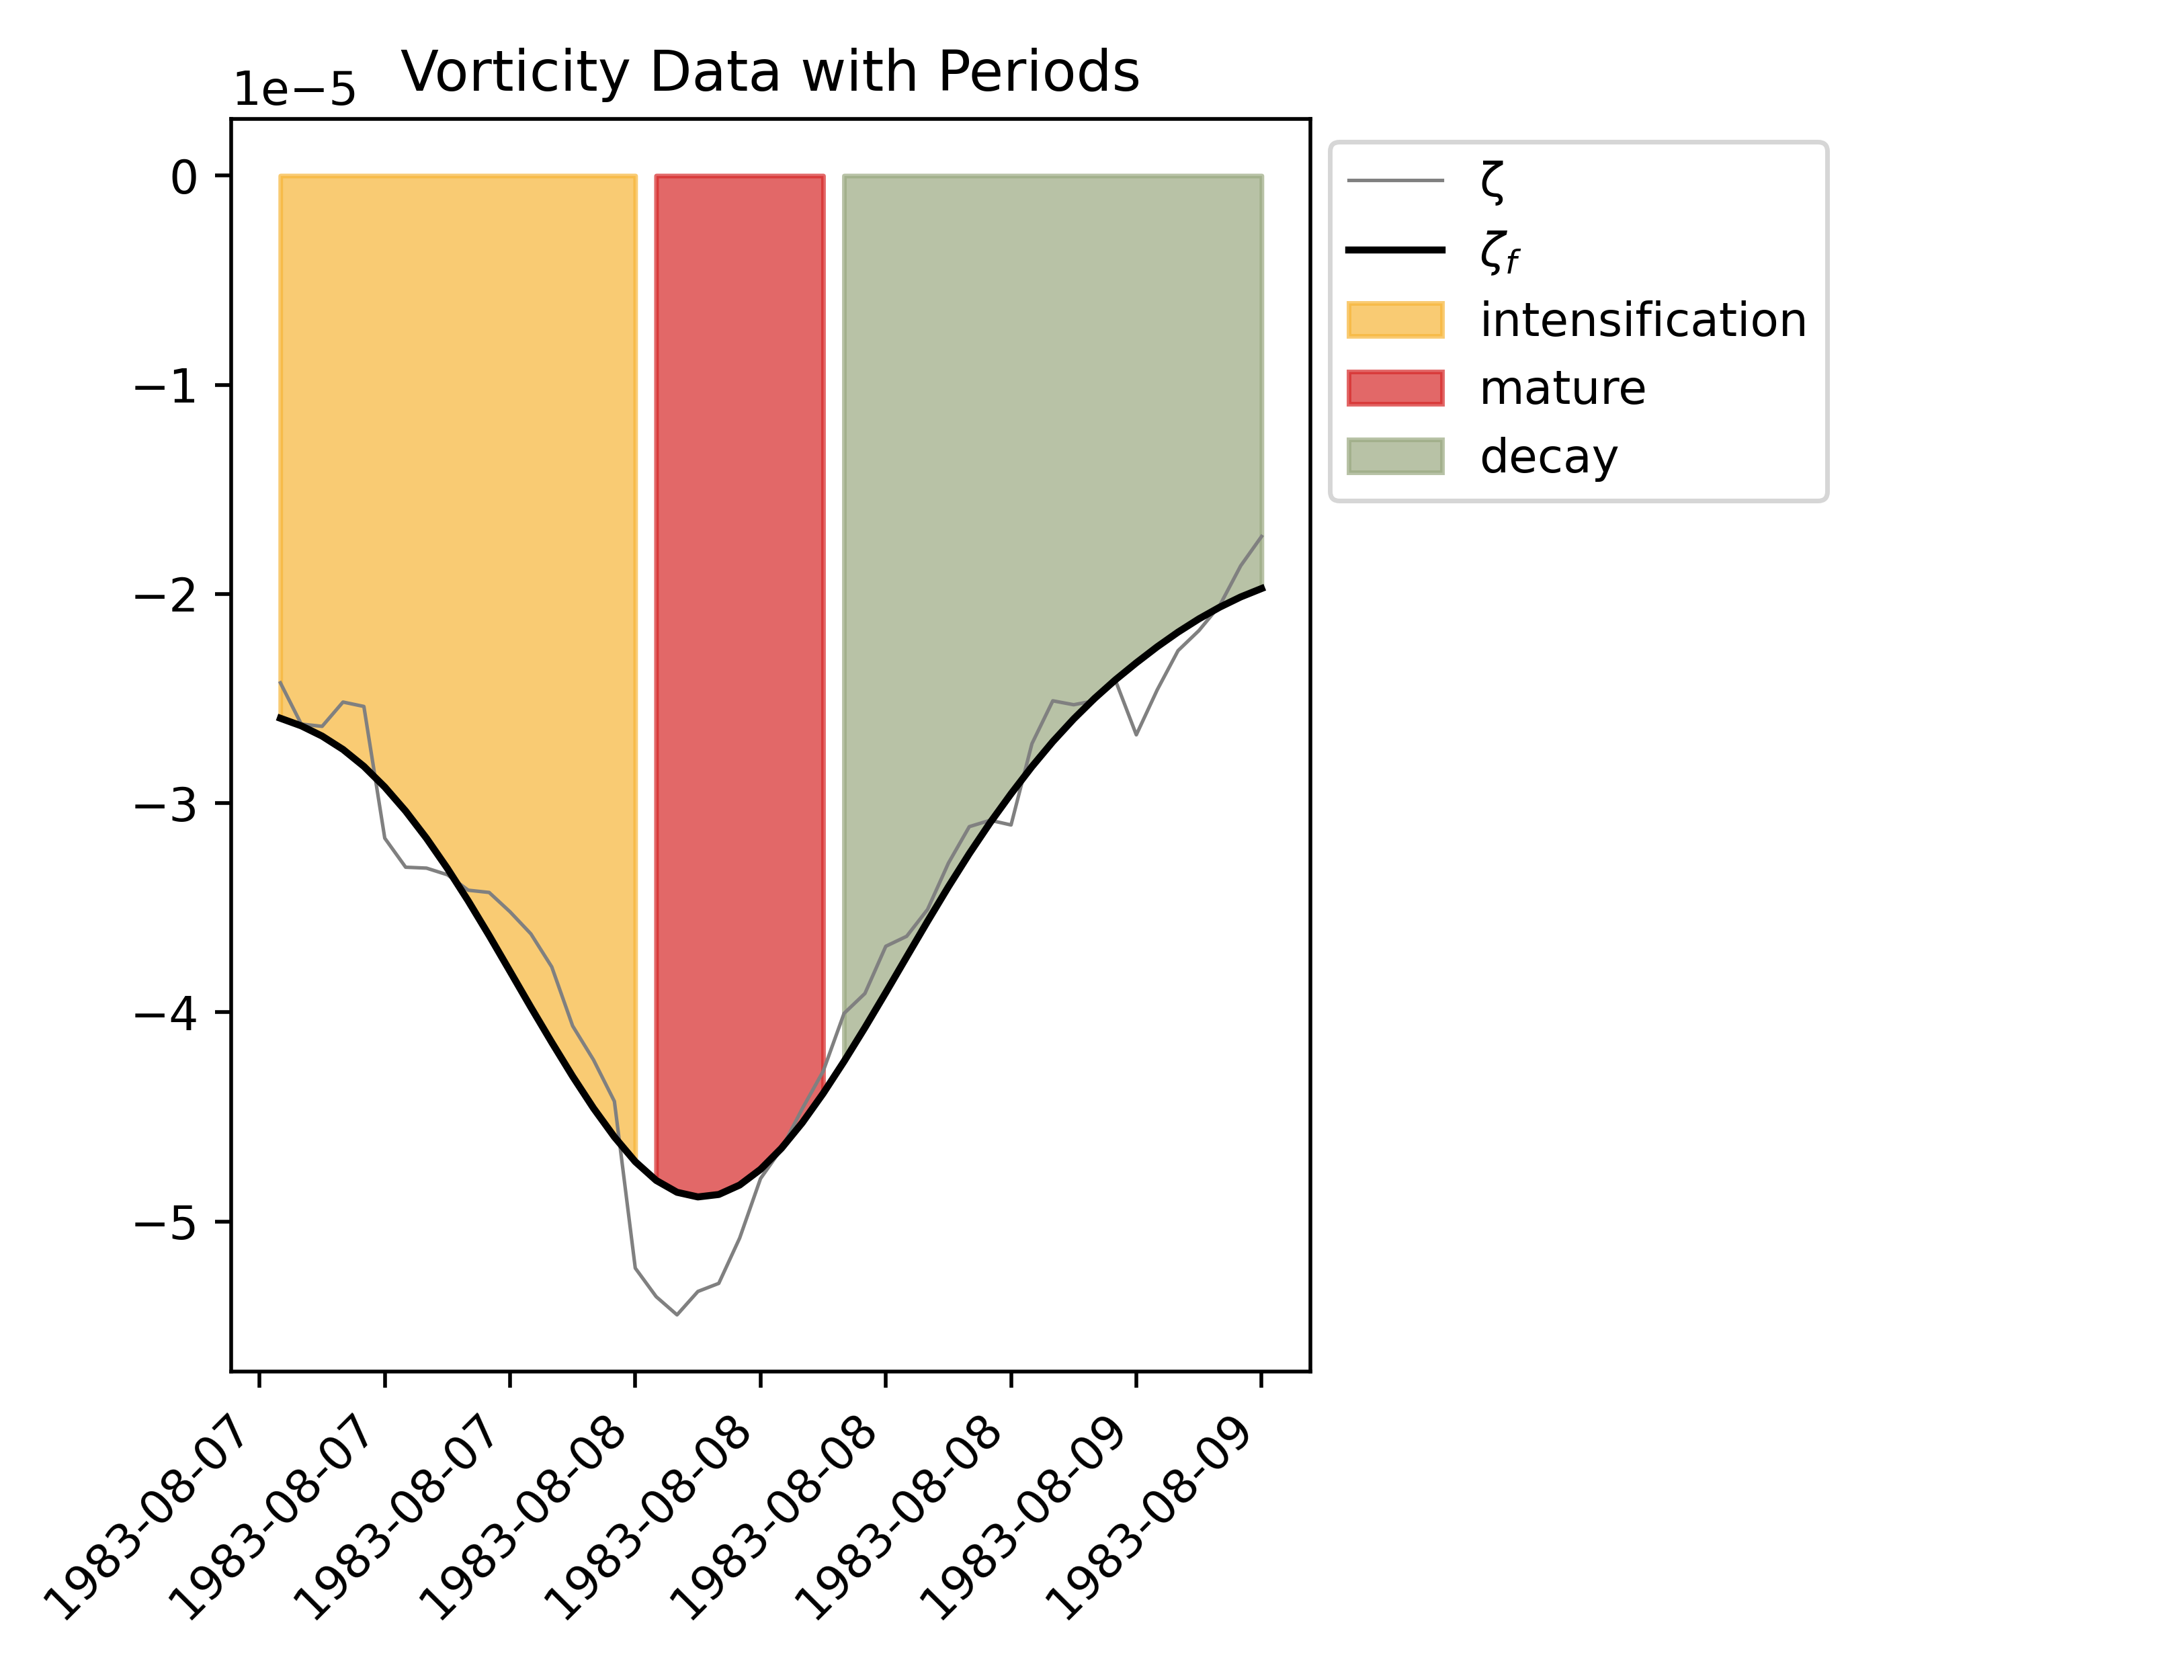 Vorticity Data with Periods
1e−5
0
−1
−2
−3
−4
−5
1983-08-07
1983-08-07
1983-08-07
1983-08-08
1983-08-08
1983-08-08
1983-08-08
1983-08-09
1983-08-09
ζ
ζf
intensification
mature
decay